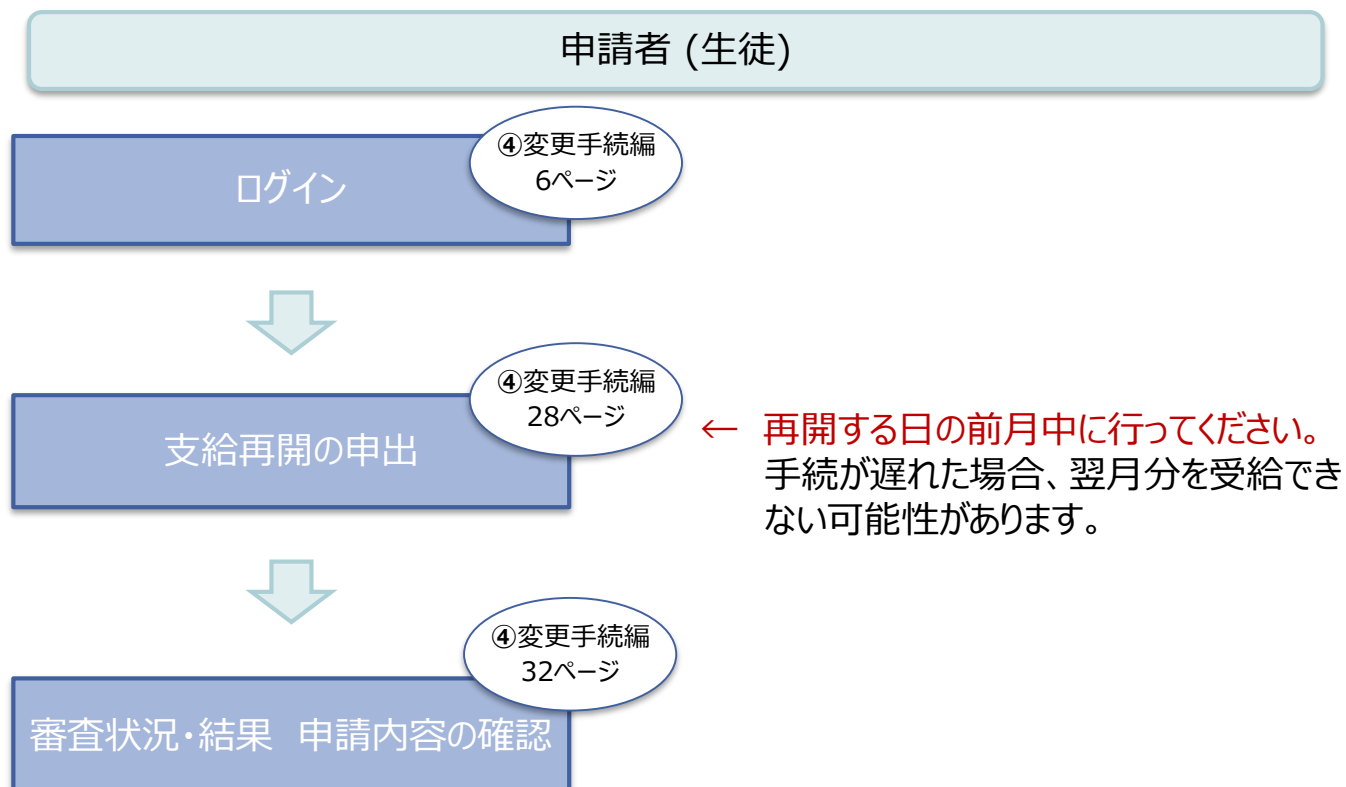 申請者 (生徒)
④変更手続編
6ページ
ログイン
④変更手続編
28ページ
支給再開の申出
← 再開する日の前月中に行ってください。
手続が遅れた場合、翌月分を受給でき
ない可能性があります。
④変更手続編
32ページ
審査状況・結果　申請内容の確認